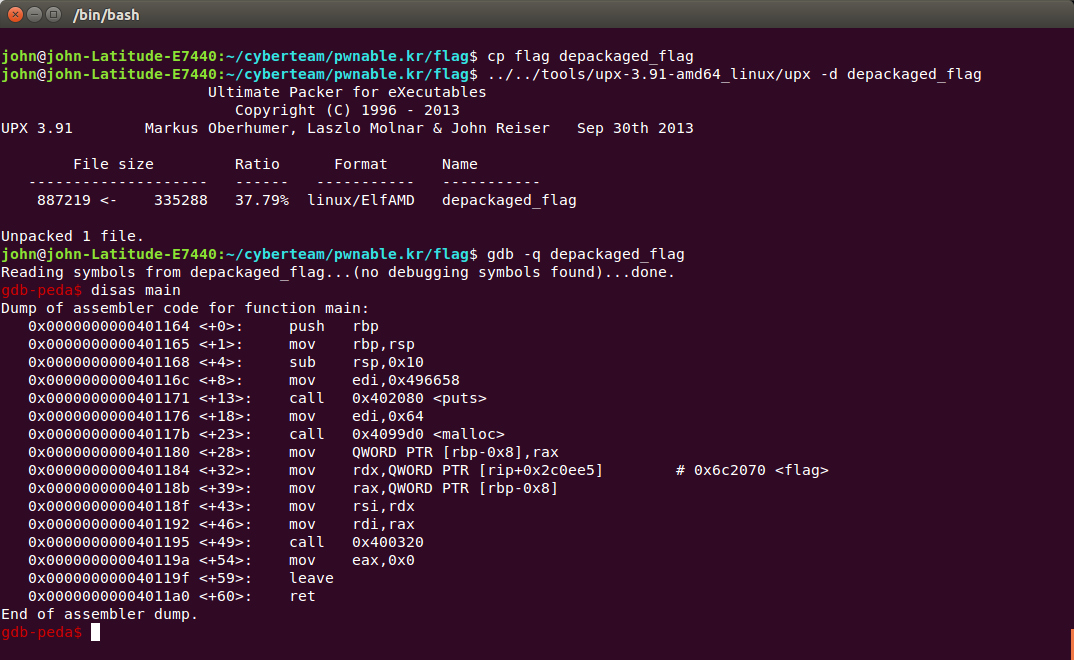 /bin/bash
john@john-Latitude-E7440:~/cyberteam/pwnable.kr/flag$ cp flag depackaged_flag
john@john-Latitude-E7440:~/cyberteam/pwnable.kr/flag$ ../../tools/upx-3.91-amd64_linux/upx -d depackaged_flag
                       Ultimate Packer for eXecutables
                          Copyright (C) 1996 - 2013
UPX 3.91        Markus Oberhumer, Laszlo Molnar & John Reiser   Sep 30th 2013
        File size         Ratio      Format      Name
   --------------------   ------   -----------   -----------
    887219 <-    335288   37.79%  linux/ElfAMD   depackaged_flag
Unpacked 1 file.
john@john-Latitude-E7440:~/cyberteam/pwnable.kr/flag$ gdb -q depackaged_flag
Reading symbols from depackaged_flag...(no debugging symbols found)...done.
gdb-peda$ disas main
Dump of assembler code for function main:
   0x0000000000401164 <+0>:     push   rbp
   0x0000000000401165 <+1>:     mov    rbp,rsp
   0x0000000000401168 <+4>:     sub    rsp,0x10
   0x000000000040116c <+8>:     mov    edi,0x496658
   0x0000000000401171 <+13>:    call   0x402080 <puts>
   0x0000000000401176 <+18>:    mov    edi,0x64
   0x000000000040117b <+23>:    call   0x4099d0 <malloc>
   0x0000000000401180 <+28>:    mov    QWORD PTR [rbp-0x8],rax
   0x0000000000401184 <+32>:    mov    rdx,QWORD PTR [rip+0x2c0ee5]        # 0x6c2070 <flag>
   0x000000000040118b <+39>:    mov    rax,QWORD PTR [rbp-0x8]
   0x000000000040118f <+43>:    mov    rsi,rdx
   0x0000000000401192 <+46>:    mov    rdi,rax
   0x0000000000401195 <+49>:    call   0x400320
   0x000000000040119a <+54>:    mov    eax,0x0
   0x000000000040119f <+59>:    leave
   0x00000000004011a0 <+60>:    ret
End of assembler dump.
gdb-peda$